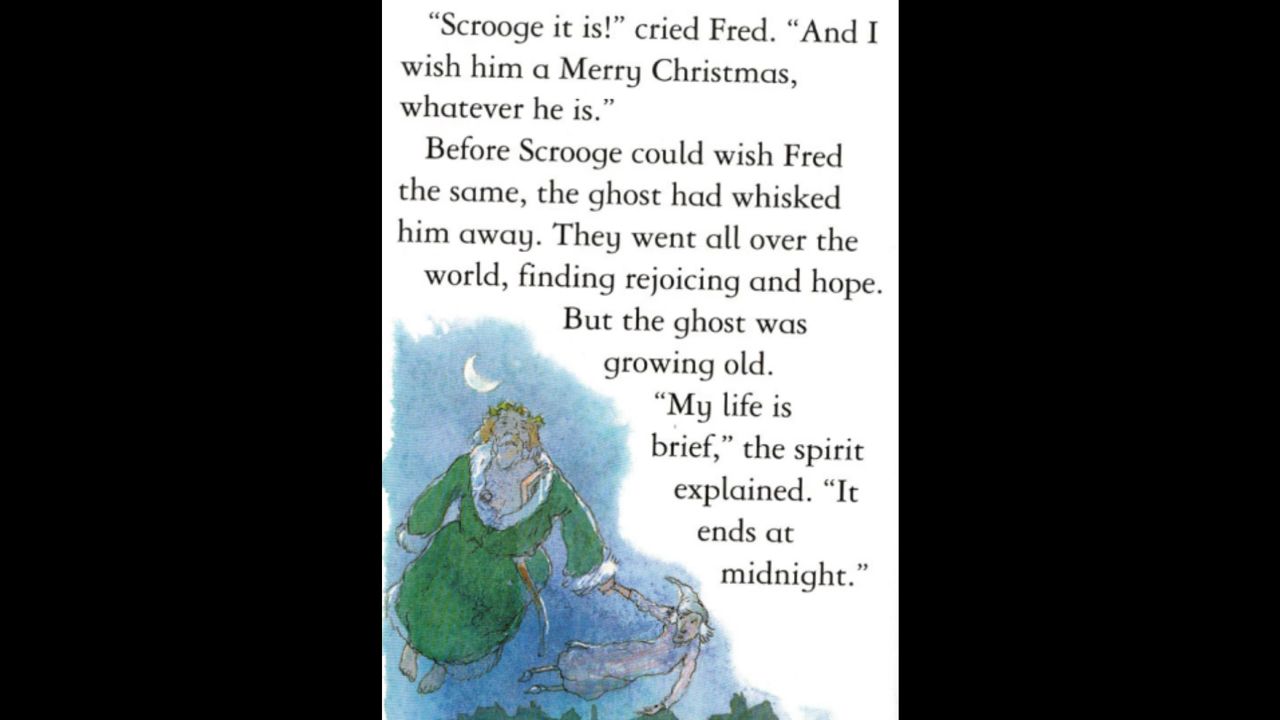 “Scrooge it is!” cried Fred. “And I
wish him a Merry Christmas,
whatever he is.”
Before Scrooge could wish Fred
the same, the ghost had whisked
him away. They went all over the
world, finding rejoicing and hope.
But the ghost was
growing old.
“My life is
brief,” the spirit
explained. “It
ends at
midnight.”